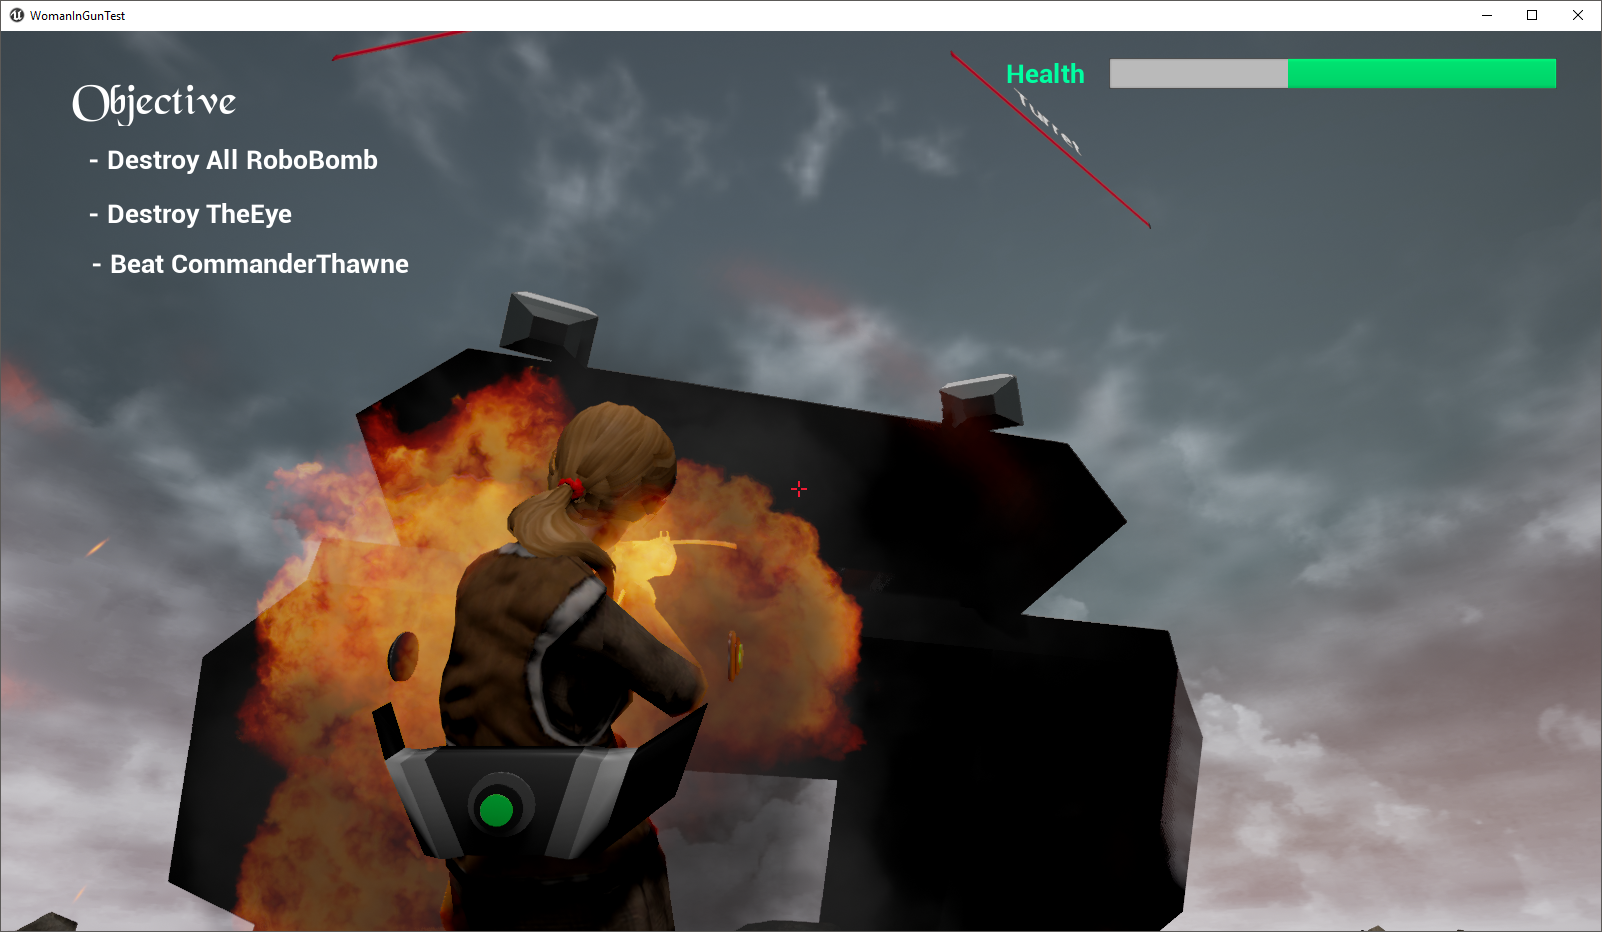 WomanInGunTest
Objective
Health
- Destroy All RoboBomb
- Destroy TheEye
- Beat CommanderThawne